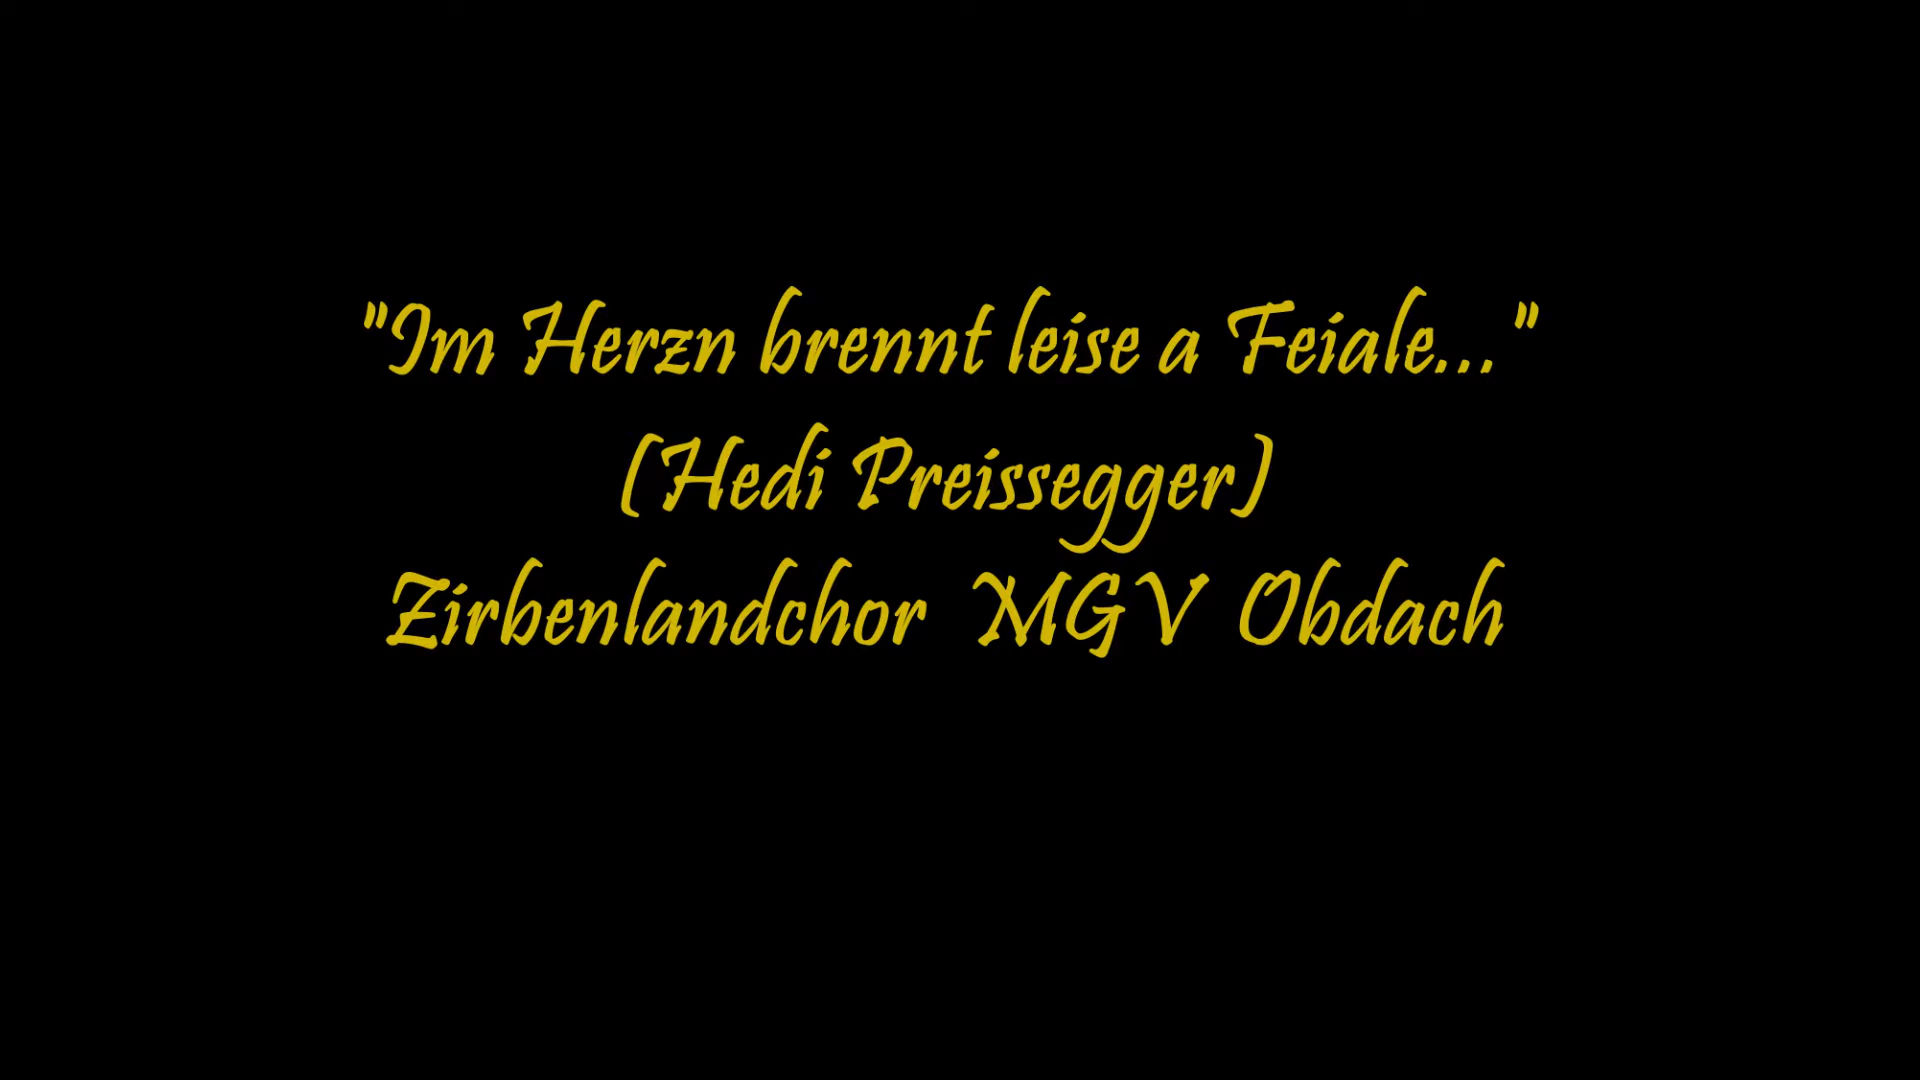 "Im Herzn brennt leise a Feiale..."
(Hedi Preissegger)
Zirbenlandchor MGV Obdach